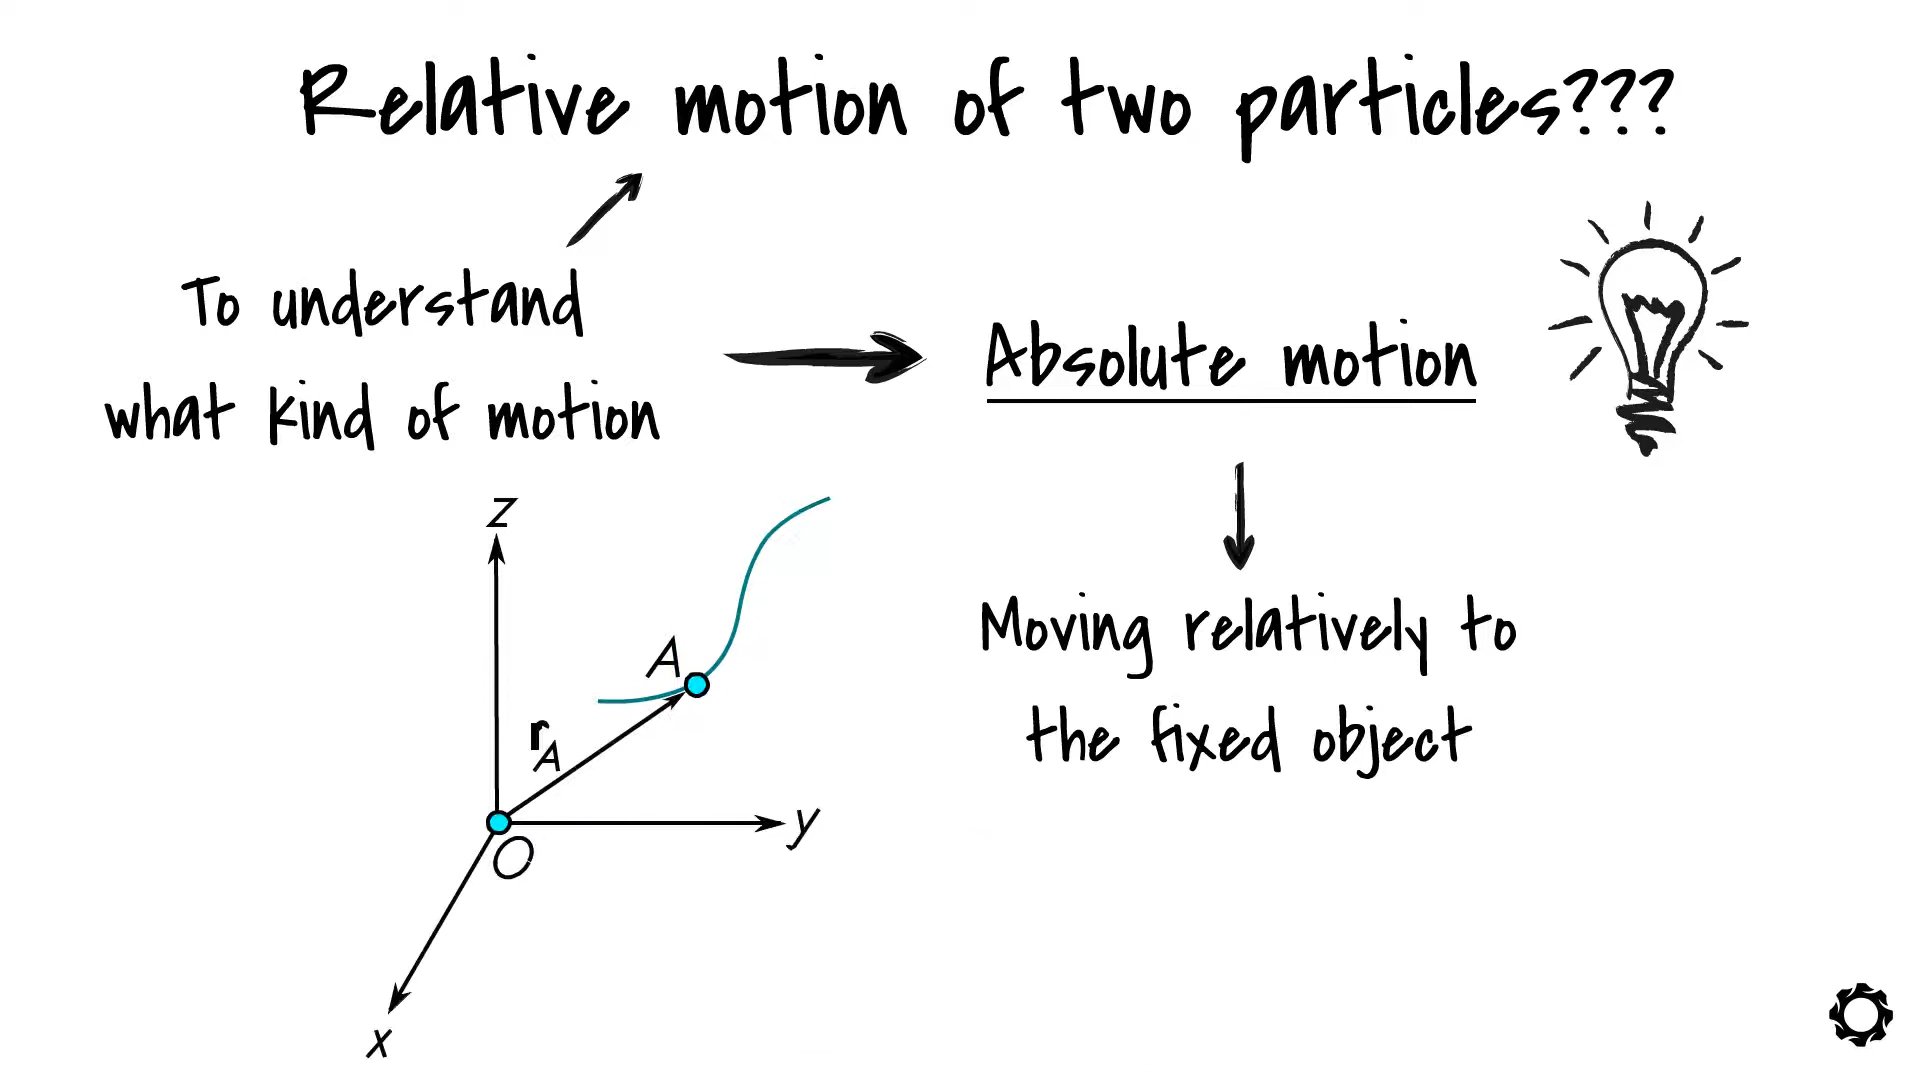 Relative motion of two particles???
To understand
what kind of motion
Absolute motion
Moving relatively to
the fixed object
z
A
r_A
y
O
x